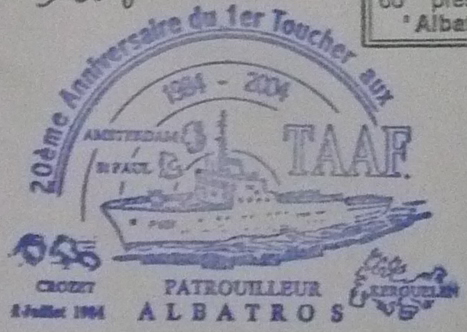 20ème Anniversaire du 1er Toucher aux
1984 - 2004
AMSTERDAM
St PAUL
TAAF.
CROZET
Juillet 1984
PATROUILLEUR
ALBATROS
KERGUELEN
"Alba